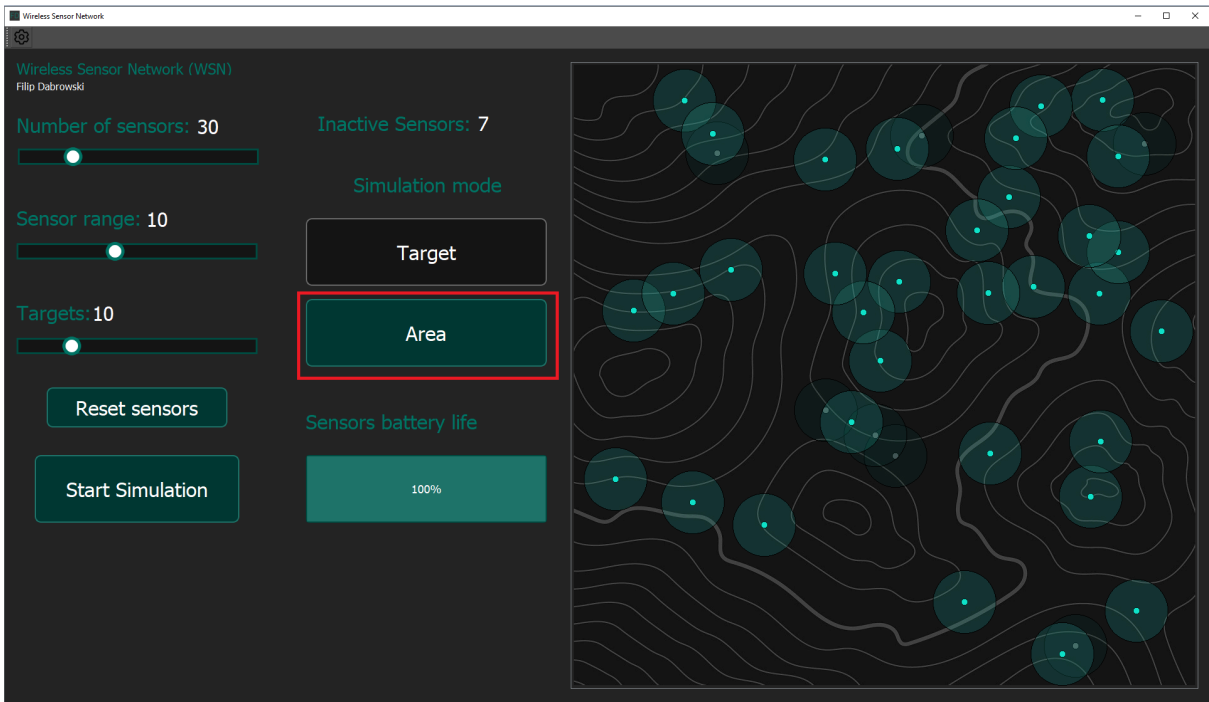 Wireless Sensor Network
Wireless Sensor Network (WSN)
Filip Dabrowski
Number of sensors: 30
Inactive Sensors: 7
Simulation mode
Sensor range: 10
Target
Targets: 10
Area
Reset sensors
Sensors battery life
Start Simulation
100%